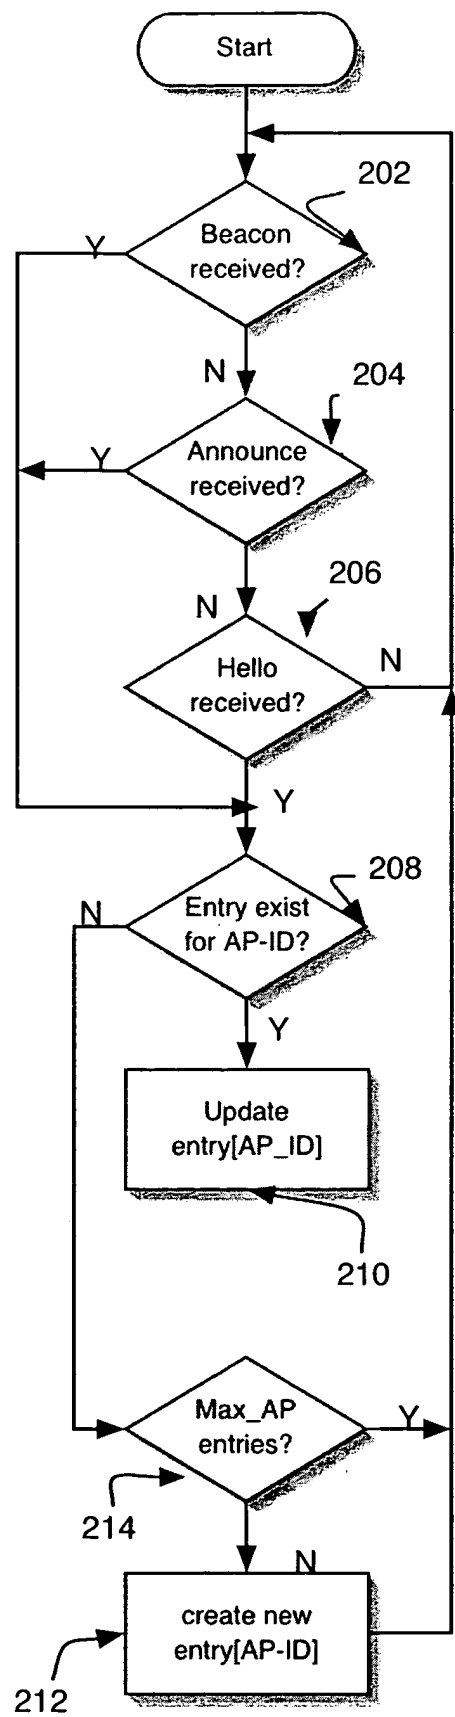 Start
202
Beacon
received?
Y
N
204
Announce
received?
Y
N
206
Hello
received?
N
Y
208
Entry exist
for AP-ID?
N
Y
Update
entry[AP_ID]
210
Max_AP
entries?
Y
214
N
create new
entry[AP-ID]
212